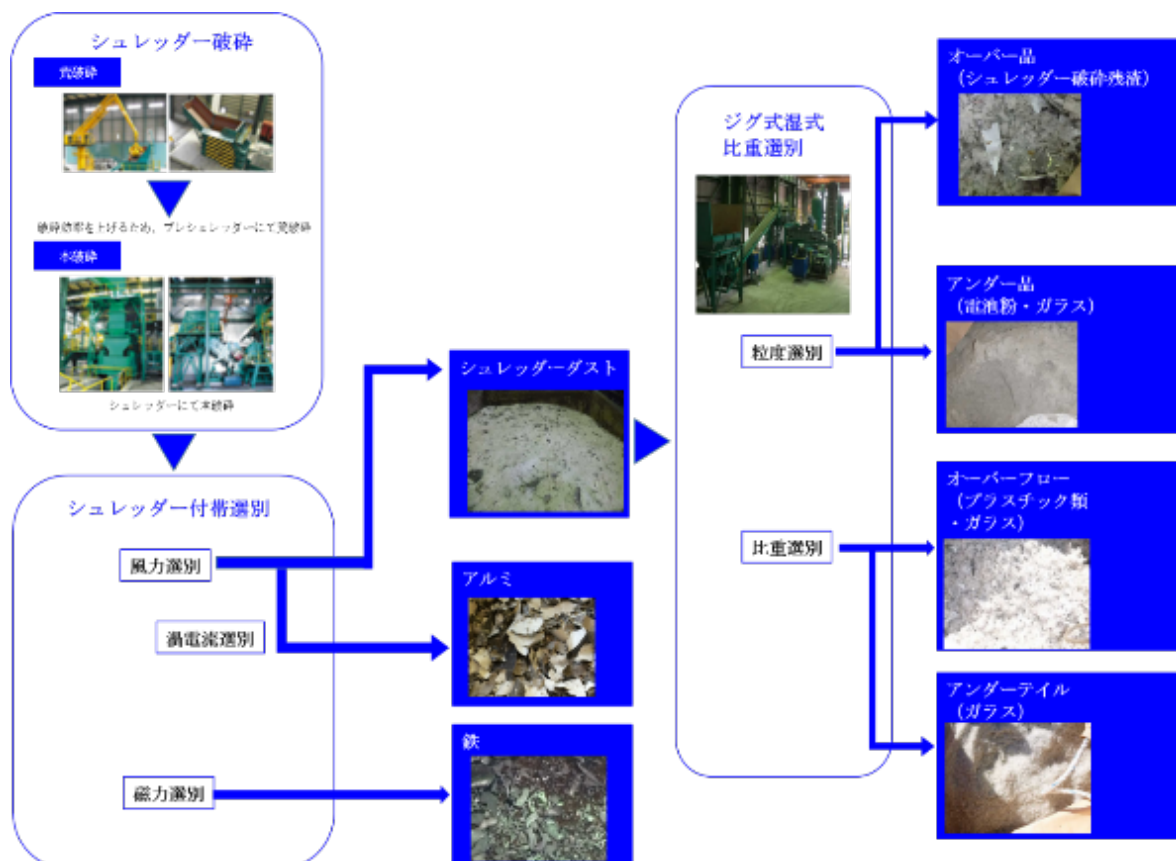 シュレッダー破砕
荒破砕
破砕効率を上げるため、プレシュレッダーにて荒破砕
本破砕
シュレッダーにて本破砕
シュレッダー付帯選別
風力選別
渦電流選別
磁力選別
シュレッダーダスト
アルミ
鉄
ジグ式湿式
比重選別
粒度選別
比重選別
オーバー品
（シュレッダー破砕残渣）
アンダー品
（電池粉・ガラス）
オーバーフロー
（プラスチック類
・ガラス）
アンダーテイル
（ガラス）